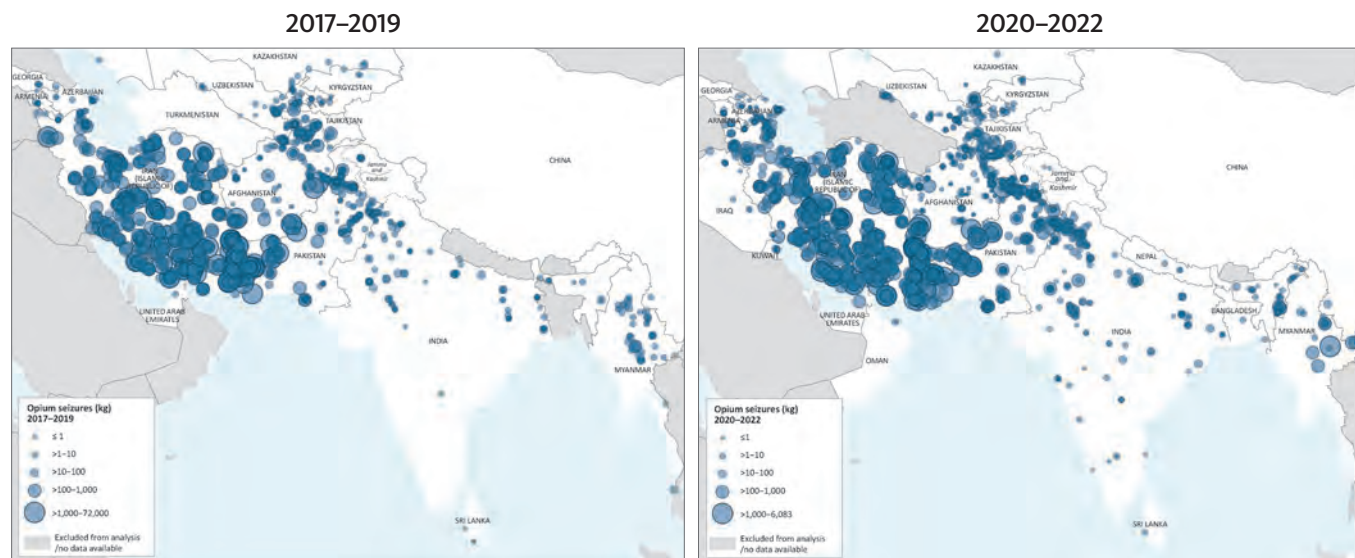 2017–2019
KAZAKHSTAN
GEORGIA
ARMENIA
AZERBAIJAN
UZBEKISTAN
KYRGYZSTAN
TURKMENISTAN
TAJIKISTAN
CHINA
IRAN
(ISLAMIC
REPUBLIC OF)
Jammu
and
Kashmir
AFGHANISTAN
PAKISTAN
UNITED ARAB
EMIRATES
INDIA
MYANMAR
SRI LANKA
Opium seizures (kg)
2017–2019
≤ 1
>1–10
>10–100
>100–1,000
>1,000–72,000
Excluded from analysis
/no data available
2020–2022
KAZAKHSTAN
GEORGIA
ARMENIA
AZERBAIJAN
UZBEKISTAN
KYRGYZSTAN
TAJIKISTAN
CHINA
IRAN
(ISLAMIC
REPUBLIC OF)
Jammu
and
Kashmir
AFGHANISTAN
IRAQ
KUWAIT
PAKISTAN
NEPAL
UNITED ARAB
EMIRATES
BANGLADESH
INDIA
MYANMAR
OMAN
SRI LANKA
Opium seizures (kg)
2020–2022
≤1
>1–10
>10–100
>100–1,000
>1,000–6,083
Excluded from analysis
/no data available